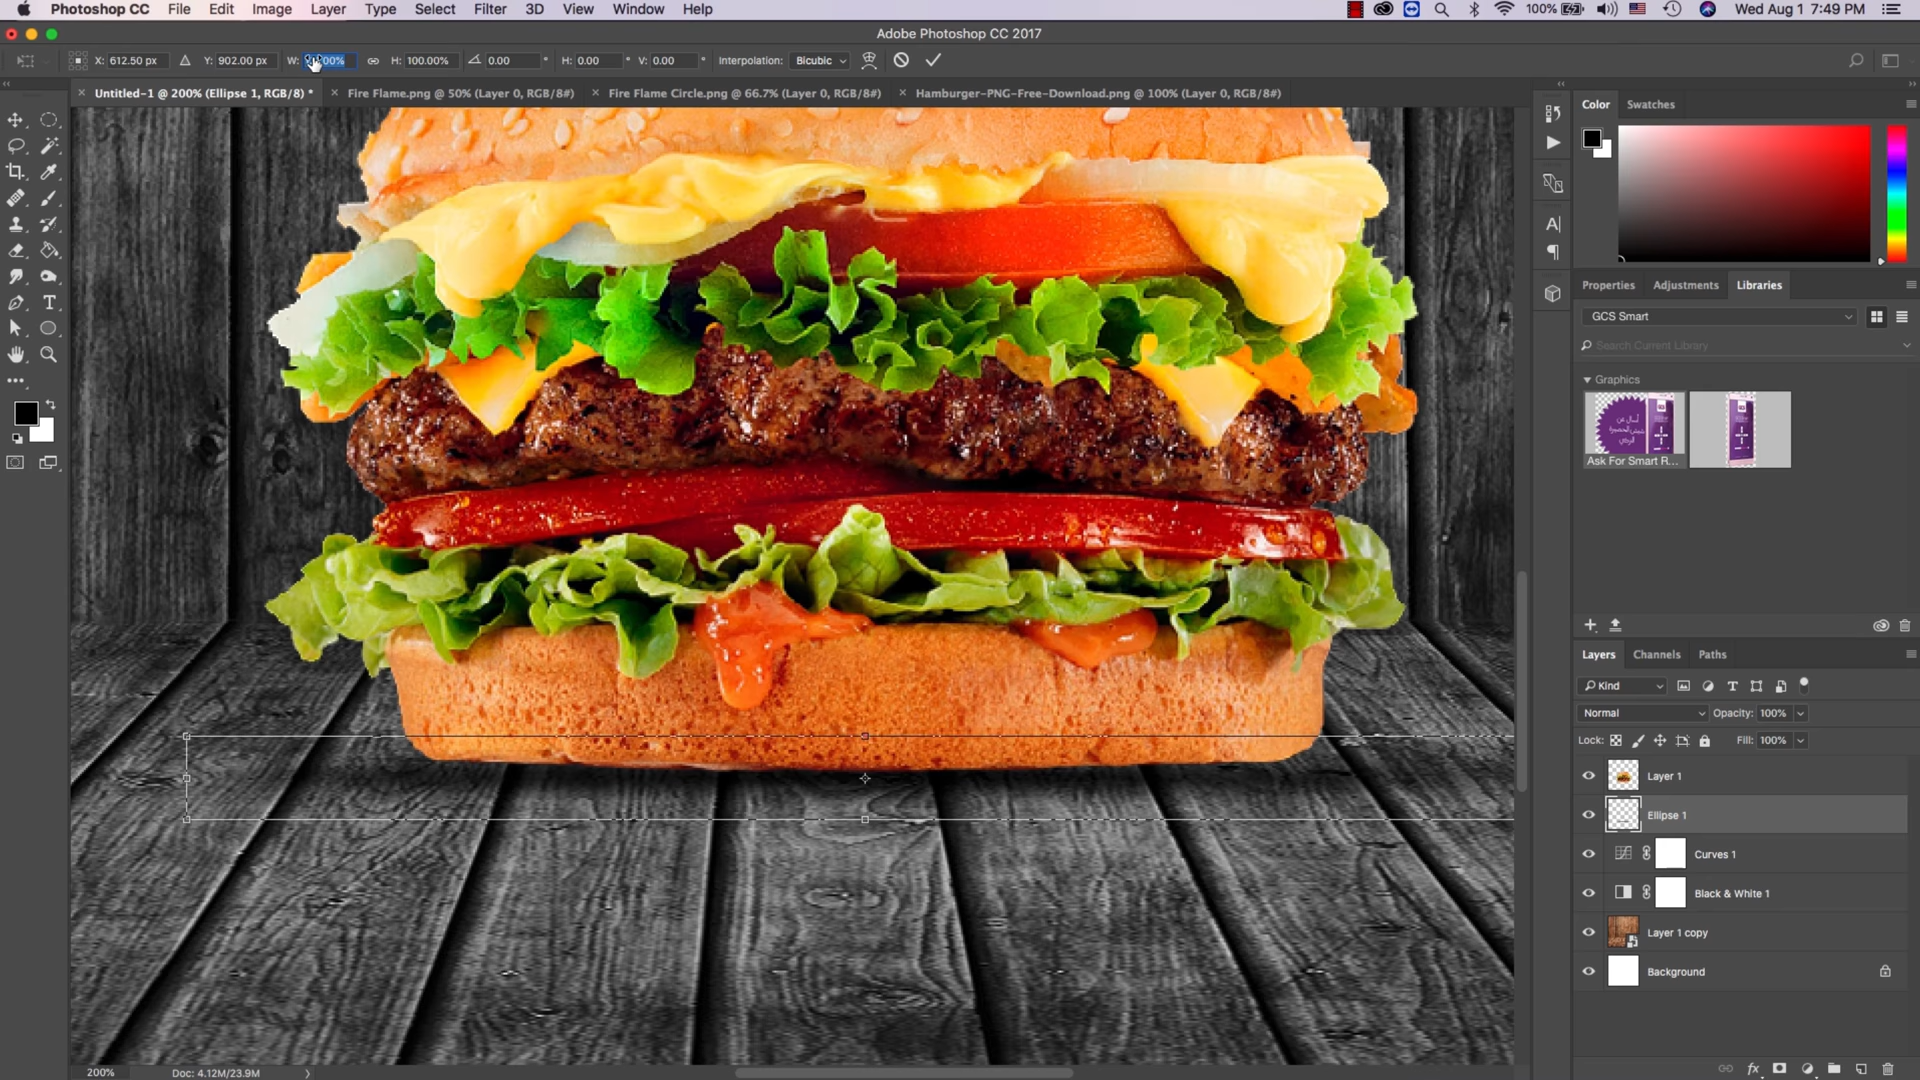 Photoshop CC File Edit Image Layer Type Select Filter 3D View Window Help 100% Wed Aug 1 7:49 PM
Adobe Photoshop CC 2017
X: 612.50 px Y: 902.00 px W: H: 100.00% 0.00 ° H: 0.00 ° V: 0.00 ° Interpolation: Bicubic
Untitled-1 @ 200% (Ellipse 1, RGB/8) * Fire Flame.png @ 50% (Layer 0, RGB/8#) Fire Flame Circle.png @ 66.7% (Layer 0, RGB/8#) Hamburger-PNG-Free-Download.png @ 100% (Layer 0, RGB/8#)
Color Swatches
Properties Adjustments Libraries
GCS Smart
Search Current Library
Graphics
Ask For Smart R...
Layers Channels Paths
Kind
Normal Opacity: 100%
Lock: Fill: 100%
Layer 1
Ellipse 1
Curves 1
Black & White 1
Layer 1 copy
Background
200% Doc: 4.12M/23.9M